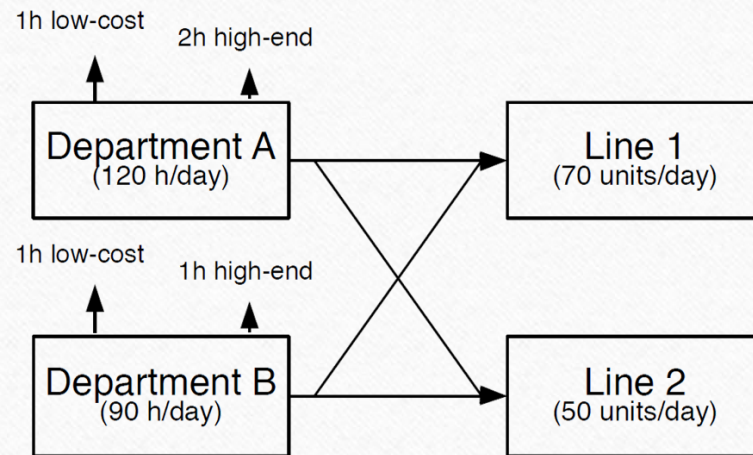 1h low-cost
2h high-end
Department A
(120 h/day)
Line 1
(70 units/day)
1h low-cost
1h high-end
Department B
(90 h/day)
Line 2
(50 units/day)